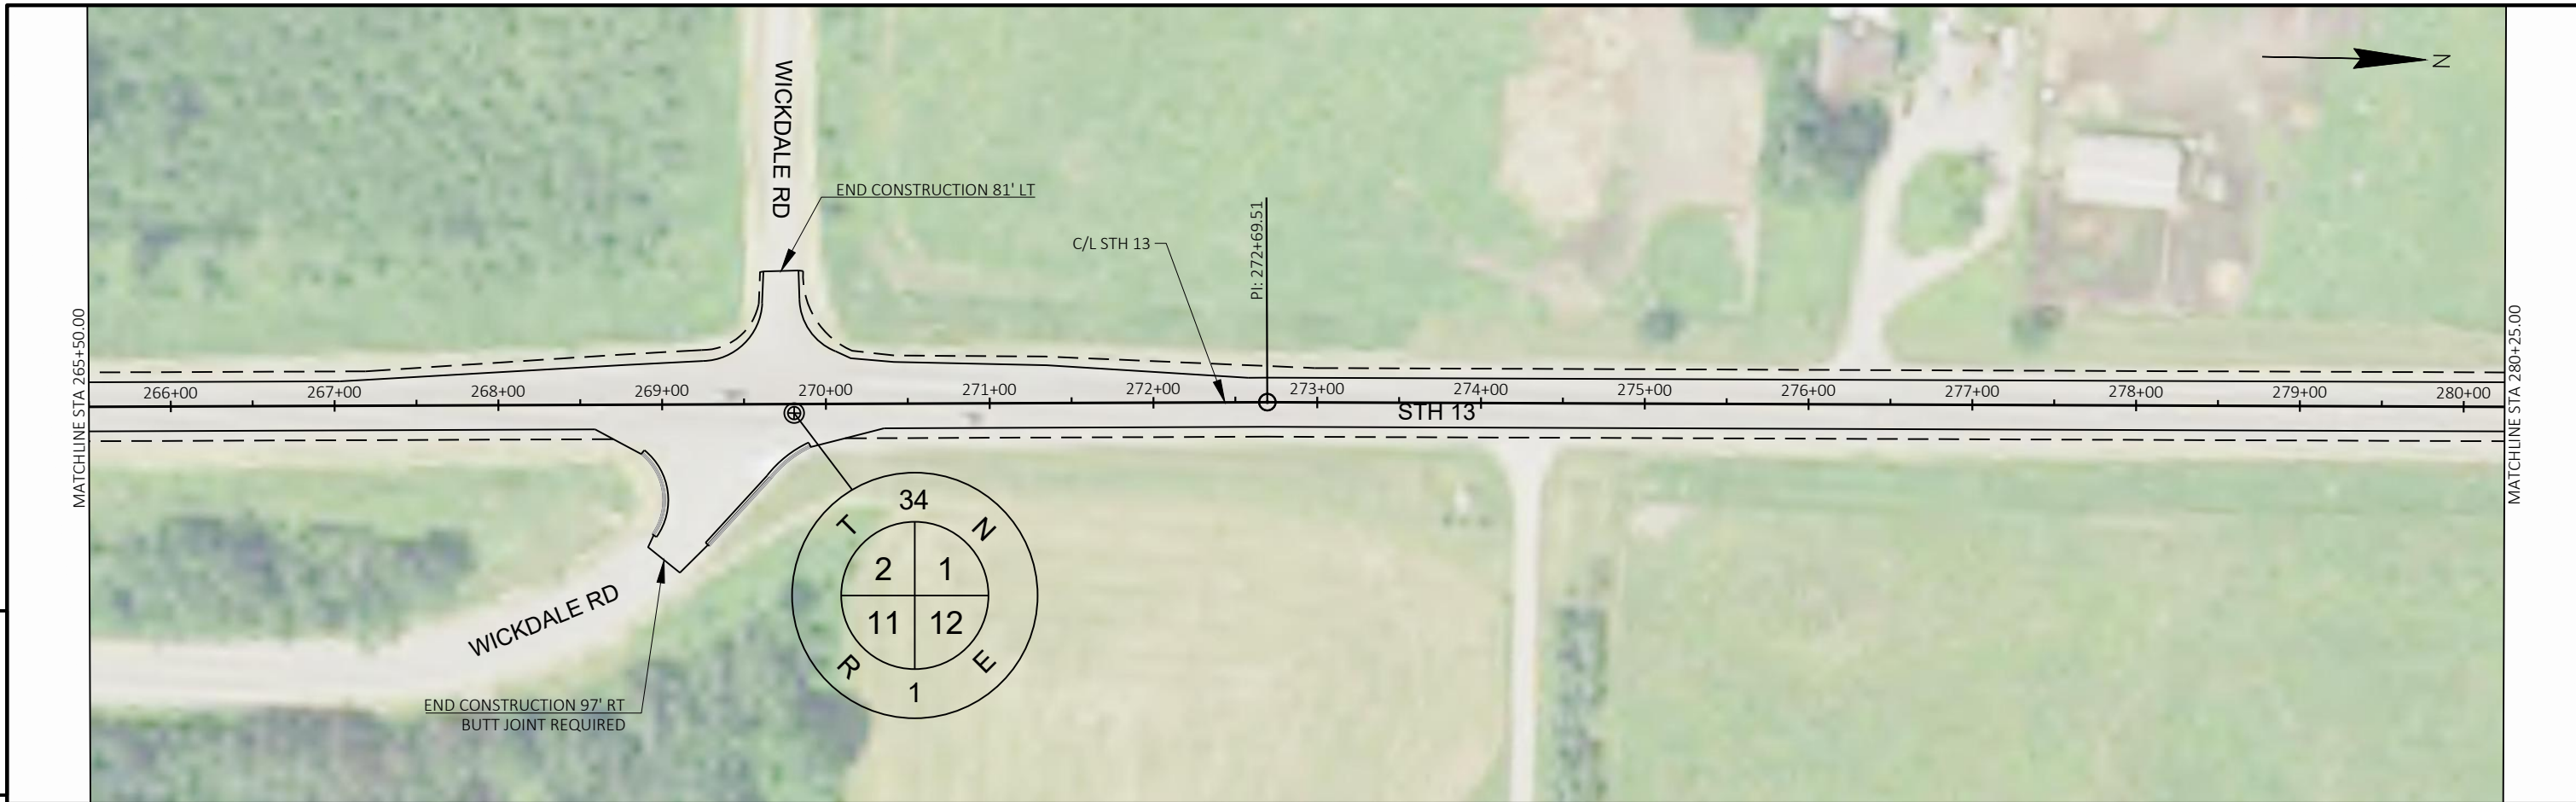 N
WICKDALE RD
END CONSTRUCTION 81' LT
C/L STH 13
PI: 272+69.51
MATCHLINE STA 265+50.00
266+00
267+00
268+00
269+00
270+00
271+00
272+00
273+00
274+00
275+00
276+00
277+00
278+00
279+00
280+00
MATCHLINE STA 280+25.00
STH 13
34
T N
2 1
11 12
R E
1
WICKDALE RD
END CONSTRUCTION 97' RT
BUTT JOINT REQUIRED